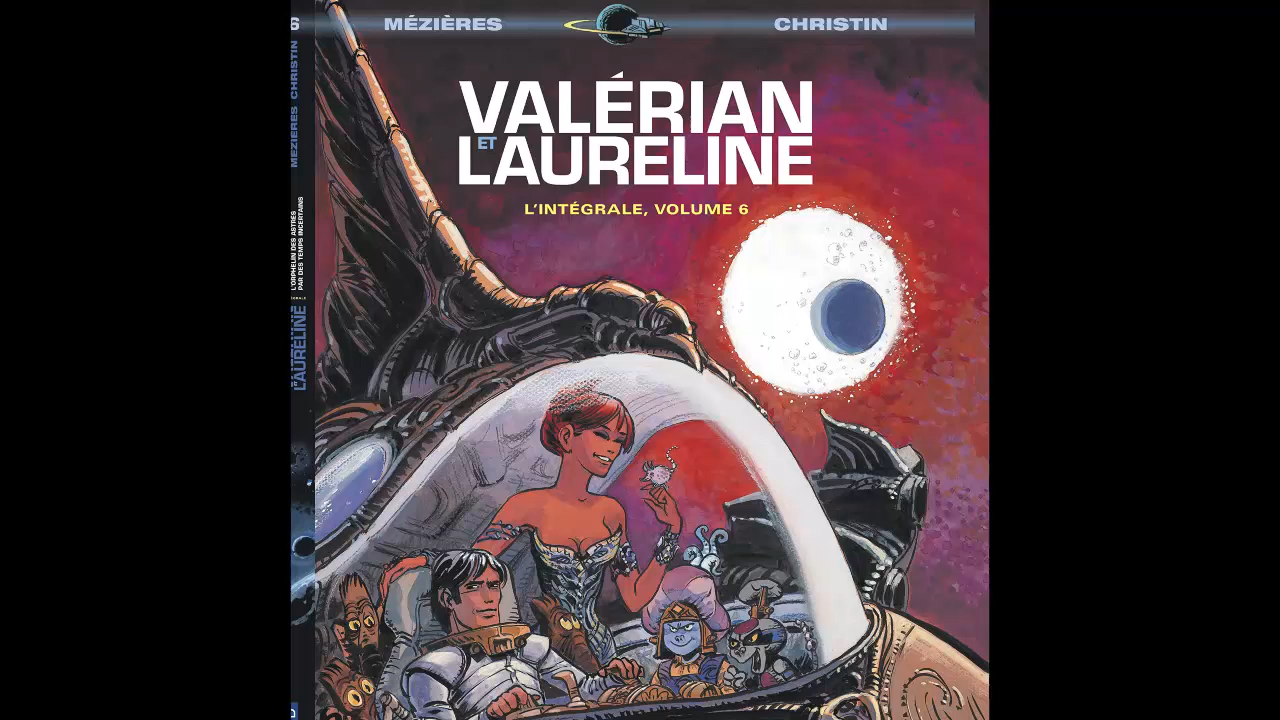 6
MÉZIÈRES
CHRISTIN
VALÉRIAN
ET
LAURELINE
L'INTÉGRALE, VOLUME 6
MÉZIÈRES CHRISTIN
L'ORPHELIN DES ASTRES
PAR DES TEMPS INCERTAINS
ET
LAURELINE